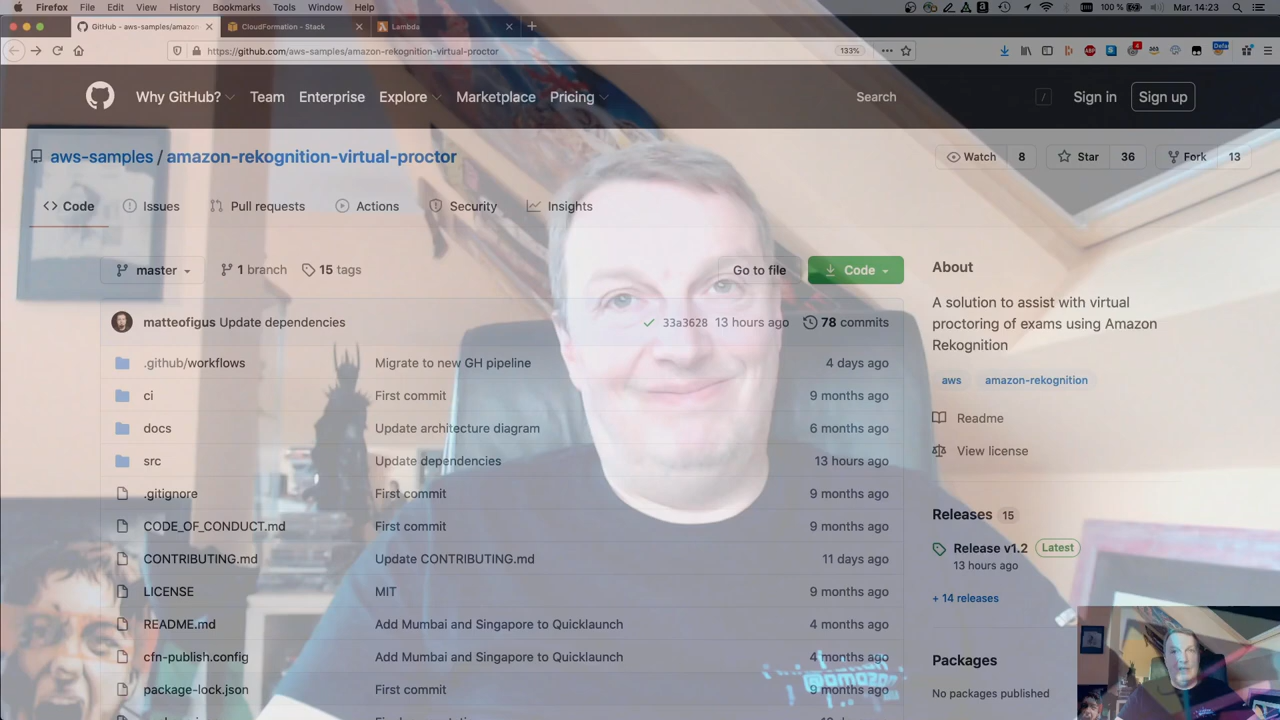 Firefox File Edit View History Bookmarks Tools Window Help 100 % Mar. 14:23
GitHub - aws-samples/amazon- CloudFormation - Stack Lambda
https://github.com/aws-samples/amazon-rekognition-virtual-proctor 133%
Why GitHub? Team Enterprise Explore Marketplace Pricing Search / Sign in Sign up
aws-samples / amazon-rekognition-virtual-proctor Watch 8 Star 36 Fork 13
Code Issues Pull requests Actions Security Insights
master 1 branch 15 tags Go to file Code
matteofigus Update dependencies 33a3628 13 hours ago 78 commits
.github/workflows Migrate to new GH pipeline 4 days ago
ci First commit 9 months ago
docs Update architecture diagram 6 months ago
src Update dependencies 13 hours ago
.gitignore First commit 9 months ago
CODE_OF_CONDUCT.md First commit 9 months ago
CONTRIBUTING.md Update CONTRIBUTING.md 11 days ago
LICENSE MIT 9 months ago
README.md Add Mumbai and Singapore to Quicklaunch 4 months ago
cfn-publish.config Add Mumbai and Singapore to Quicklaunch 4 months ago
package-lock.json First commit 9 months ago
About
A solution to assist with virtual
proctoring of exams using Amazon
Rekognition
aws amazon-rekognition
Readme
View license
Releases 15
Release v1.2 Latest
13 hours ago
+ 14 releases
Packages
No packages published